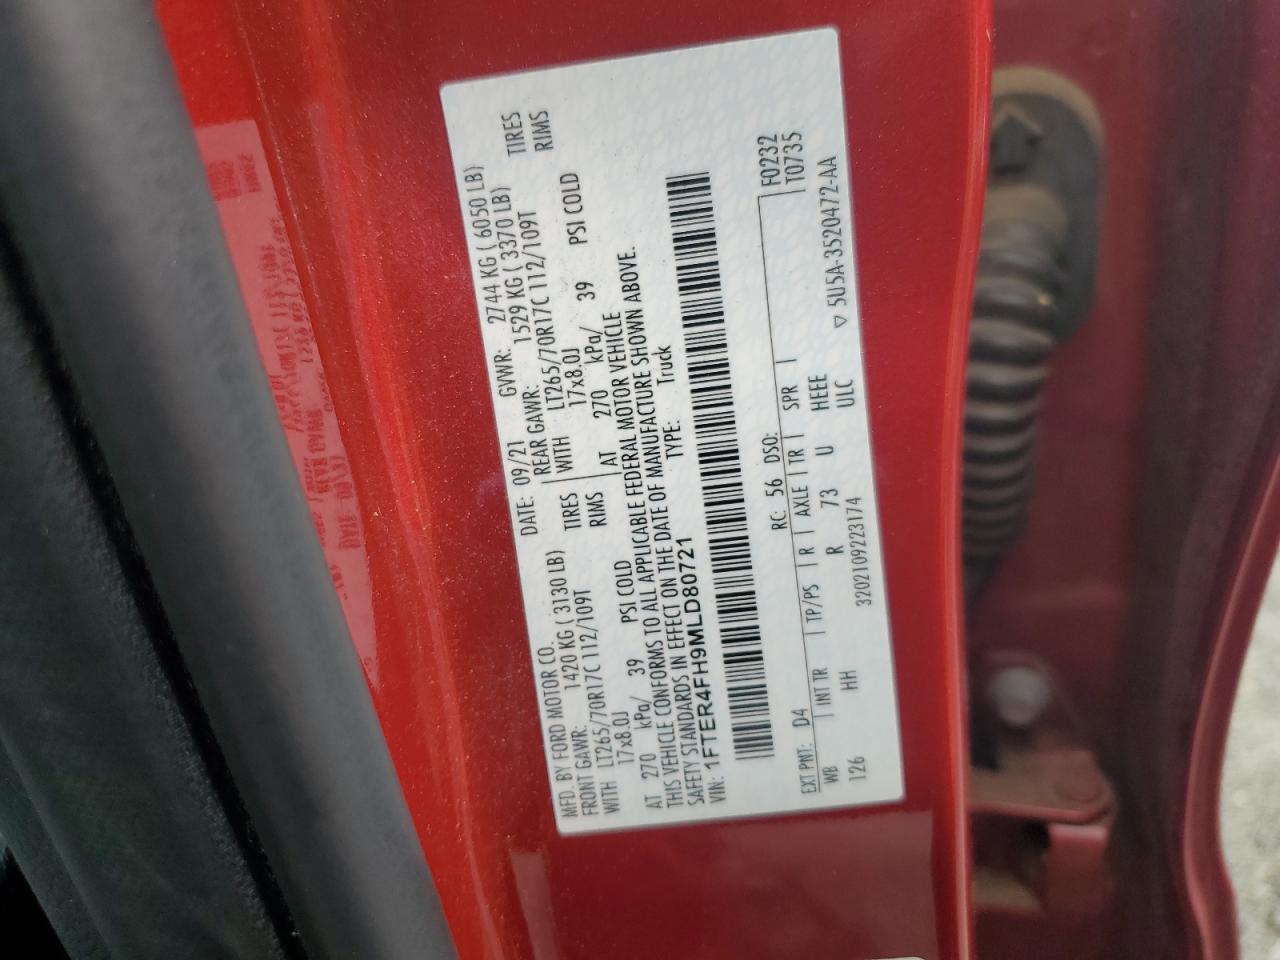 MFD. BY FORD MOTOR CO.
DATE: 09/21 GVWR: 2744 KG ( 6050 LB)
FRONT GAWR: 1420 KG ( 3130 LB) REAR GAWR: 1529 KG ( 3370 LB)
WITH LT265/70R17C 112/109T TIRES WITH LT265/70R17C 112/109T TIRES
17x8.0J RIMS 17x8.0J RIMS
AT 270 kPa/ 39 PSI COLD AT 270 kPa/ 39 PSI COLD
THIS VEHICLE CONFORMS TO ALL APPLICABLE FEDERAL MOTOR VEHICLE
SAFETY STANDARDS IN EFFECT ON THE DATE OF MANUFACTURE SHOWN ABOVE.
VIN: 1FTER4FH9MLD80721 TYPE: Truck
F0232
EXT PNT: D4 RC: 56 DSO: T0735
WB INT TR TP/PS R AXLE TR SPR
126 HH R 73 U HEEE
3202109223174 ULC ▽ 5U5A-3520472-AA